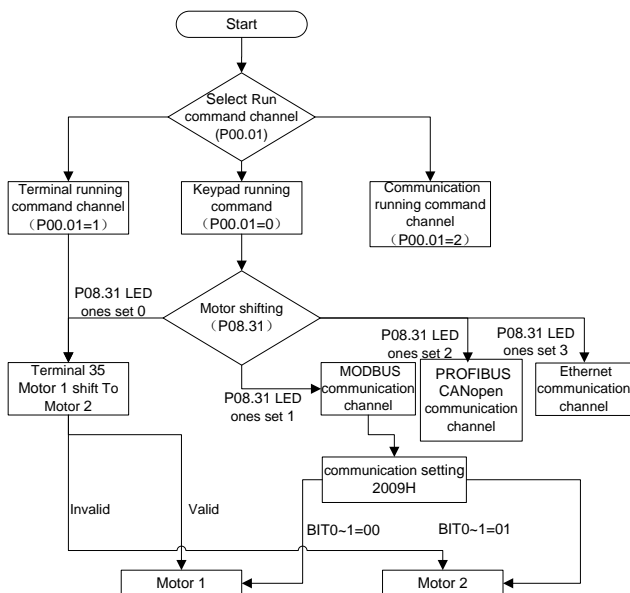 Start
Select Run
command channel
(P00.01)
Terminal running
command channel
（P00.01=1）
Keypad running
command
（P00.01=0）
Communication
running command
channel
（P00.01=2）
P08.31 LED
ones set 0
Motor shifting
（P08.31）
P08.31 LED
ones set 2
P08.31 LED
ones set 3
Terminal 35
Motor 1 shift To
Motor 2
P08.31 LED
ones set 1
MODBUS
communication
channel
PROFIBUS
CANopen
communication
channel
Ethernet
communication
channel
communication setting
2009H
Invalid
Valid
BIT0~1=00
BIT0~1=01
Motor 1
Motor 2